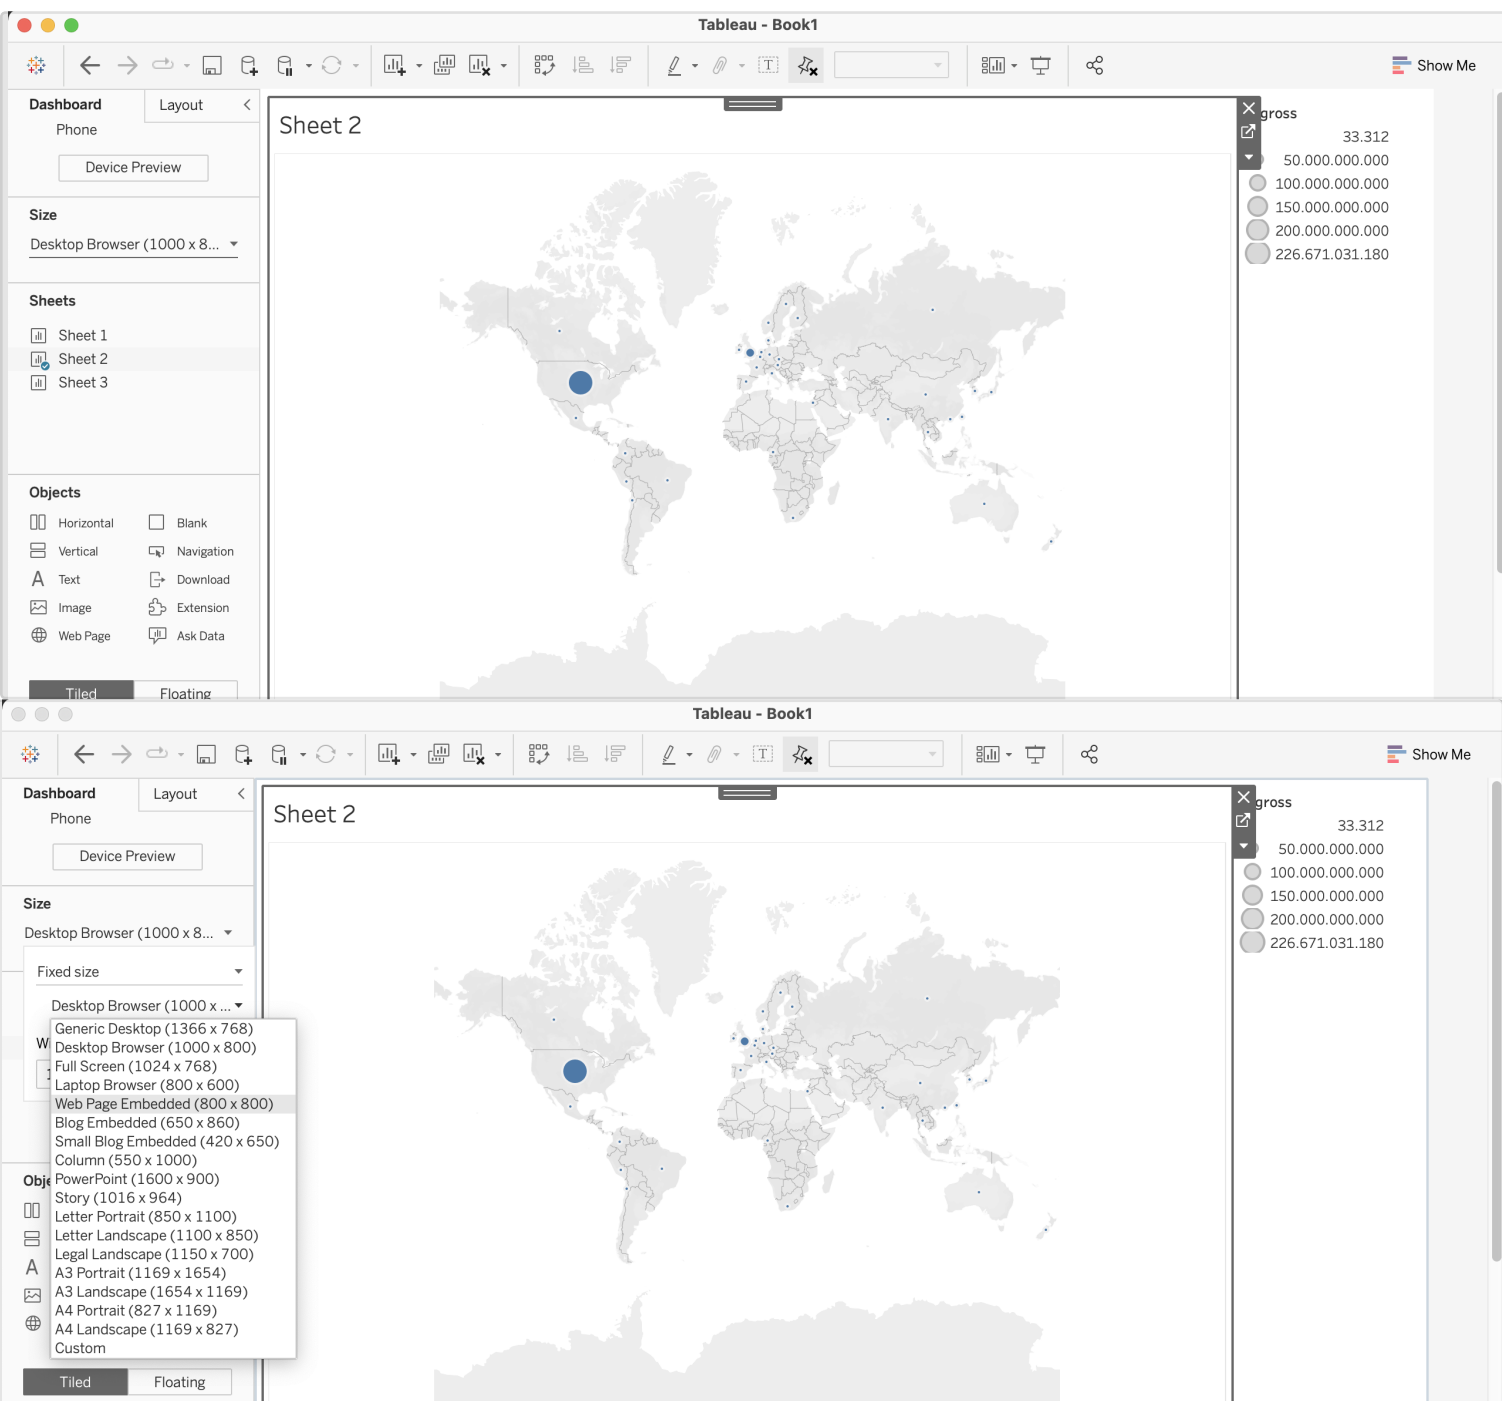 Tableau - Book1
Show Me
Dashboard
Layout
Phone
Device Preview
Size
Desktop Browser (1000 x 8...
Sheets
Sheet 1
Sheet 2
Sheet 3
Objects
Horizontal
Blank
Vertical
Navigation
A Text
Download
Image
Extension
Web Page
Ask Data
Tiled
Floating
Sheet 2
gross
33.312
50.000.000.000
100.000.000.000
150.000.000.000
200.000.000.000
226.671.031.180
Tableau - Book1
Show Me
Dashboard
Layout
Phone
Device Preview
Size
Desktop Browser (1000 x 8...
Fixed size
Desktop Browser (1000 x ...
Generic Desktop (1366 x 768)
Desktop Browser (1000 x 800)
Full Screen (1024 x 768)
Laptop Browser (800 x 600)
Web Page Embedded (800 x 800)
Blog Embedded (650 x 860)
Small Blog Embedded (420 x 650)
Column (550 x 1000)
PowerPoint (1600 x 900)
Story (1016 x 964)
Letter Portrait (850 x 1100)
Letter Landscape (1100 x 850)
Legal Landscape (1150 x 700)
A3 Portrait (1169 x 1654)
A3 Landscape (1654 x 1169)
A4 Portrait (827 x 1169)
A4 Landscape (1169 x 827)
Custom
W
Obje
A
Tiled
Floating
Sheet 2
gross
33.312
50.000.000.000
100.000.000.000
150.000.000.000
200.000.000.000
226.671.031.180